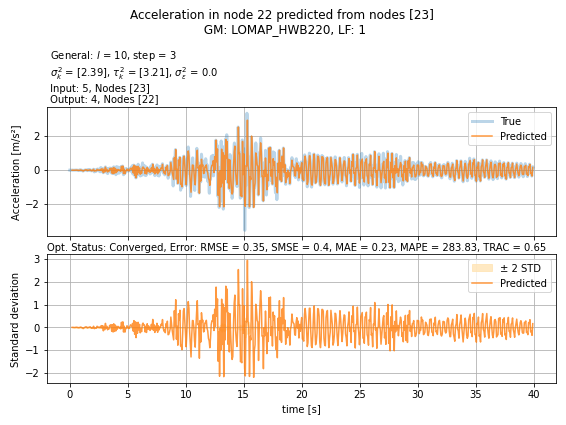 Acceleration in node 22 predicted from nodes [23]
GM: LOMAP_HWB220, LF: 1
General: l = 10, step = 3
σ²ₖ = [2.39], τ²ₖ = [3.21], σ²ε = 0.0
Input: 5, Nodes [23]
Output: 4, Nodes [22]
Acceleration [m/s²]
2
0
−2
True
Predicted
Opt. Status: Converged, Error: RMSE = 0.35, SMSE = 0.4, MAE = 0.23, MAPE = 283.83, TRAC = 0.65
Standard deviation
3
2
1
0
−1
−2
± 2 STD
Predicted
0 5 10 15 20 25 30 35 40
time [s]